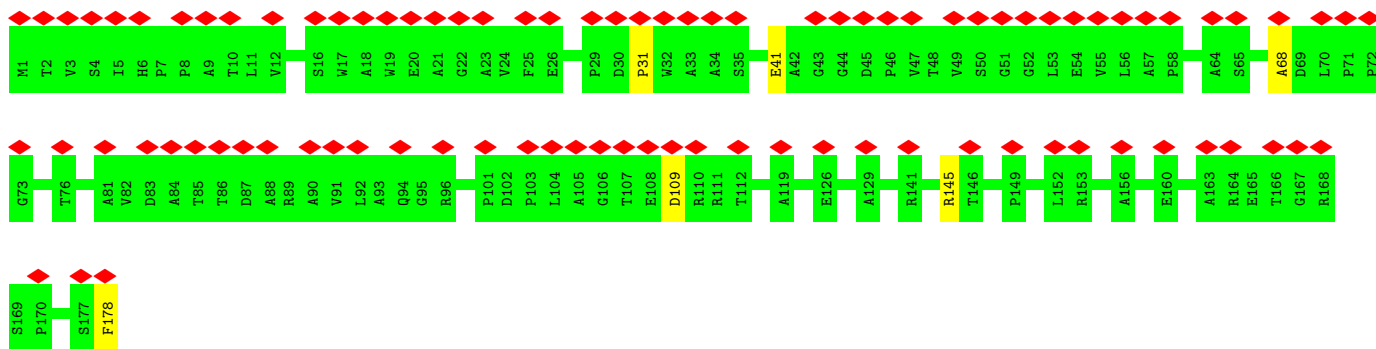 M1 T2 V3 S4 I5 H6 P7 P8 A9 T10 L11 V12 S16 W17 A18 W19 E20 A21 G22 A23 V24 F25 E26 P29 D30 P31 W32 A33 A34 S35 E41 A42 G43 G44 D45 P46 V47 T48 V49 S50 G51 G52 L53 E54 V55 L56 A57 P58 A64 S65 A68 D69 L70 P71 P72
G73 T76 A81 V82 D83 A84 T85 T86 D87 A88 R89 A90 V91 L92 A93 Q94 G95 R96 P101 D102 P103 L104 A105 G106 T107 E108 D109 R110 R111 T112 A119 E126 A129 R141 R145 T146 P149 L152 R153 A156 E160 A163 R164 E165 T166 G167 R168
S169 P170 S177 F178